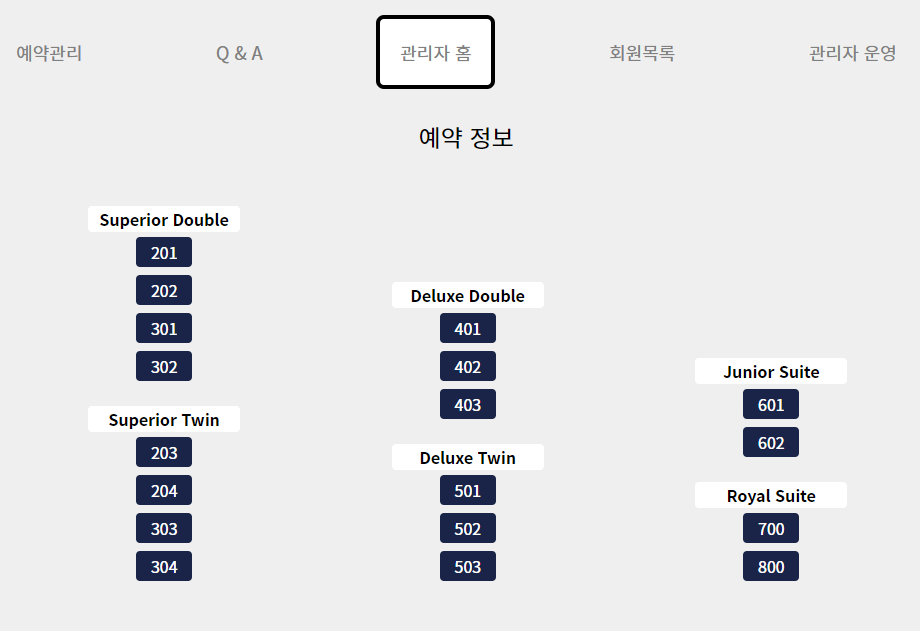 예약관리
Q & A
관리자 홈
회원목록
관리자 운영
예약 정보
Superior Double
201
202
301
302
Superior Twin
203
204
303
304
Deluxe Double
401
402
403
Deluxe Twin
501
502
503
Junior Suite
601
602
Royal Suite
700
800